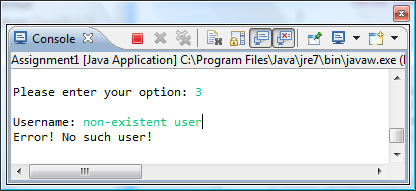 Console
Assignment1 [Java Application] C:\Program Files\Java\jre7\bin\javaw.exe (
Please enter your option: 3
Username: non-existent user
Error! No such user!